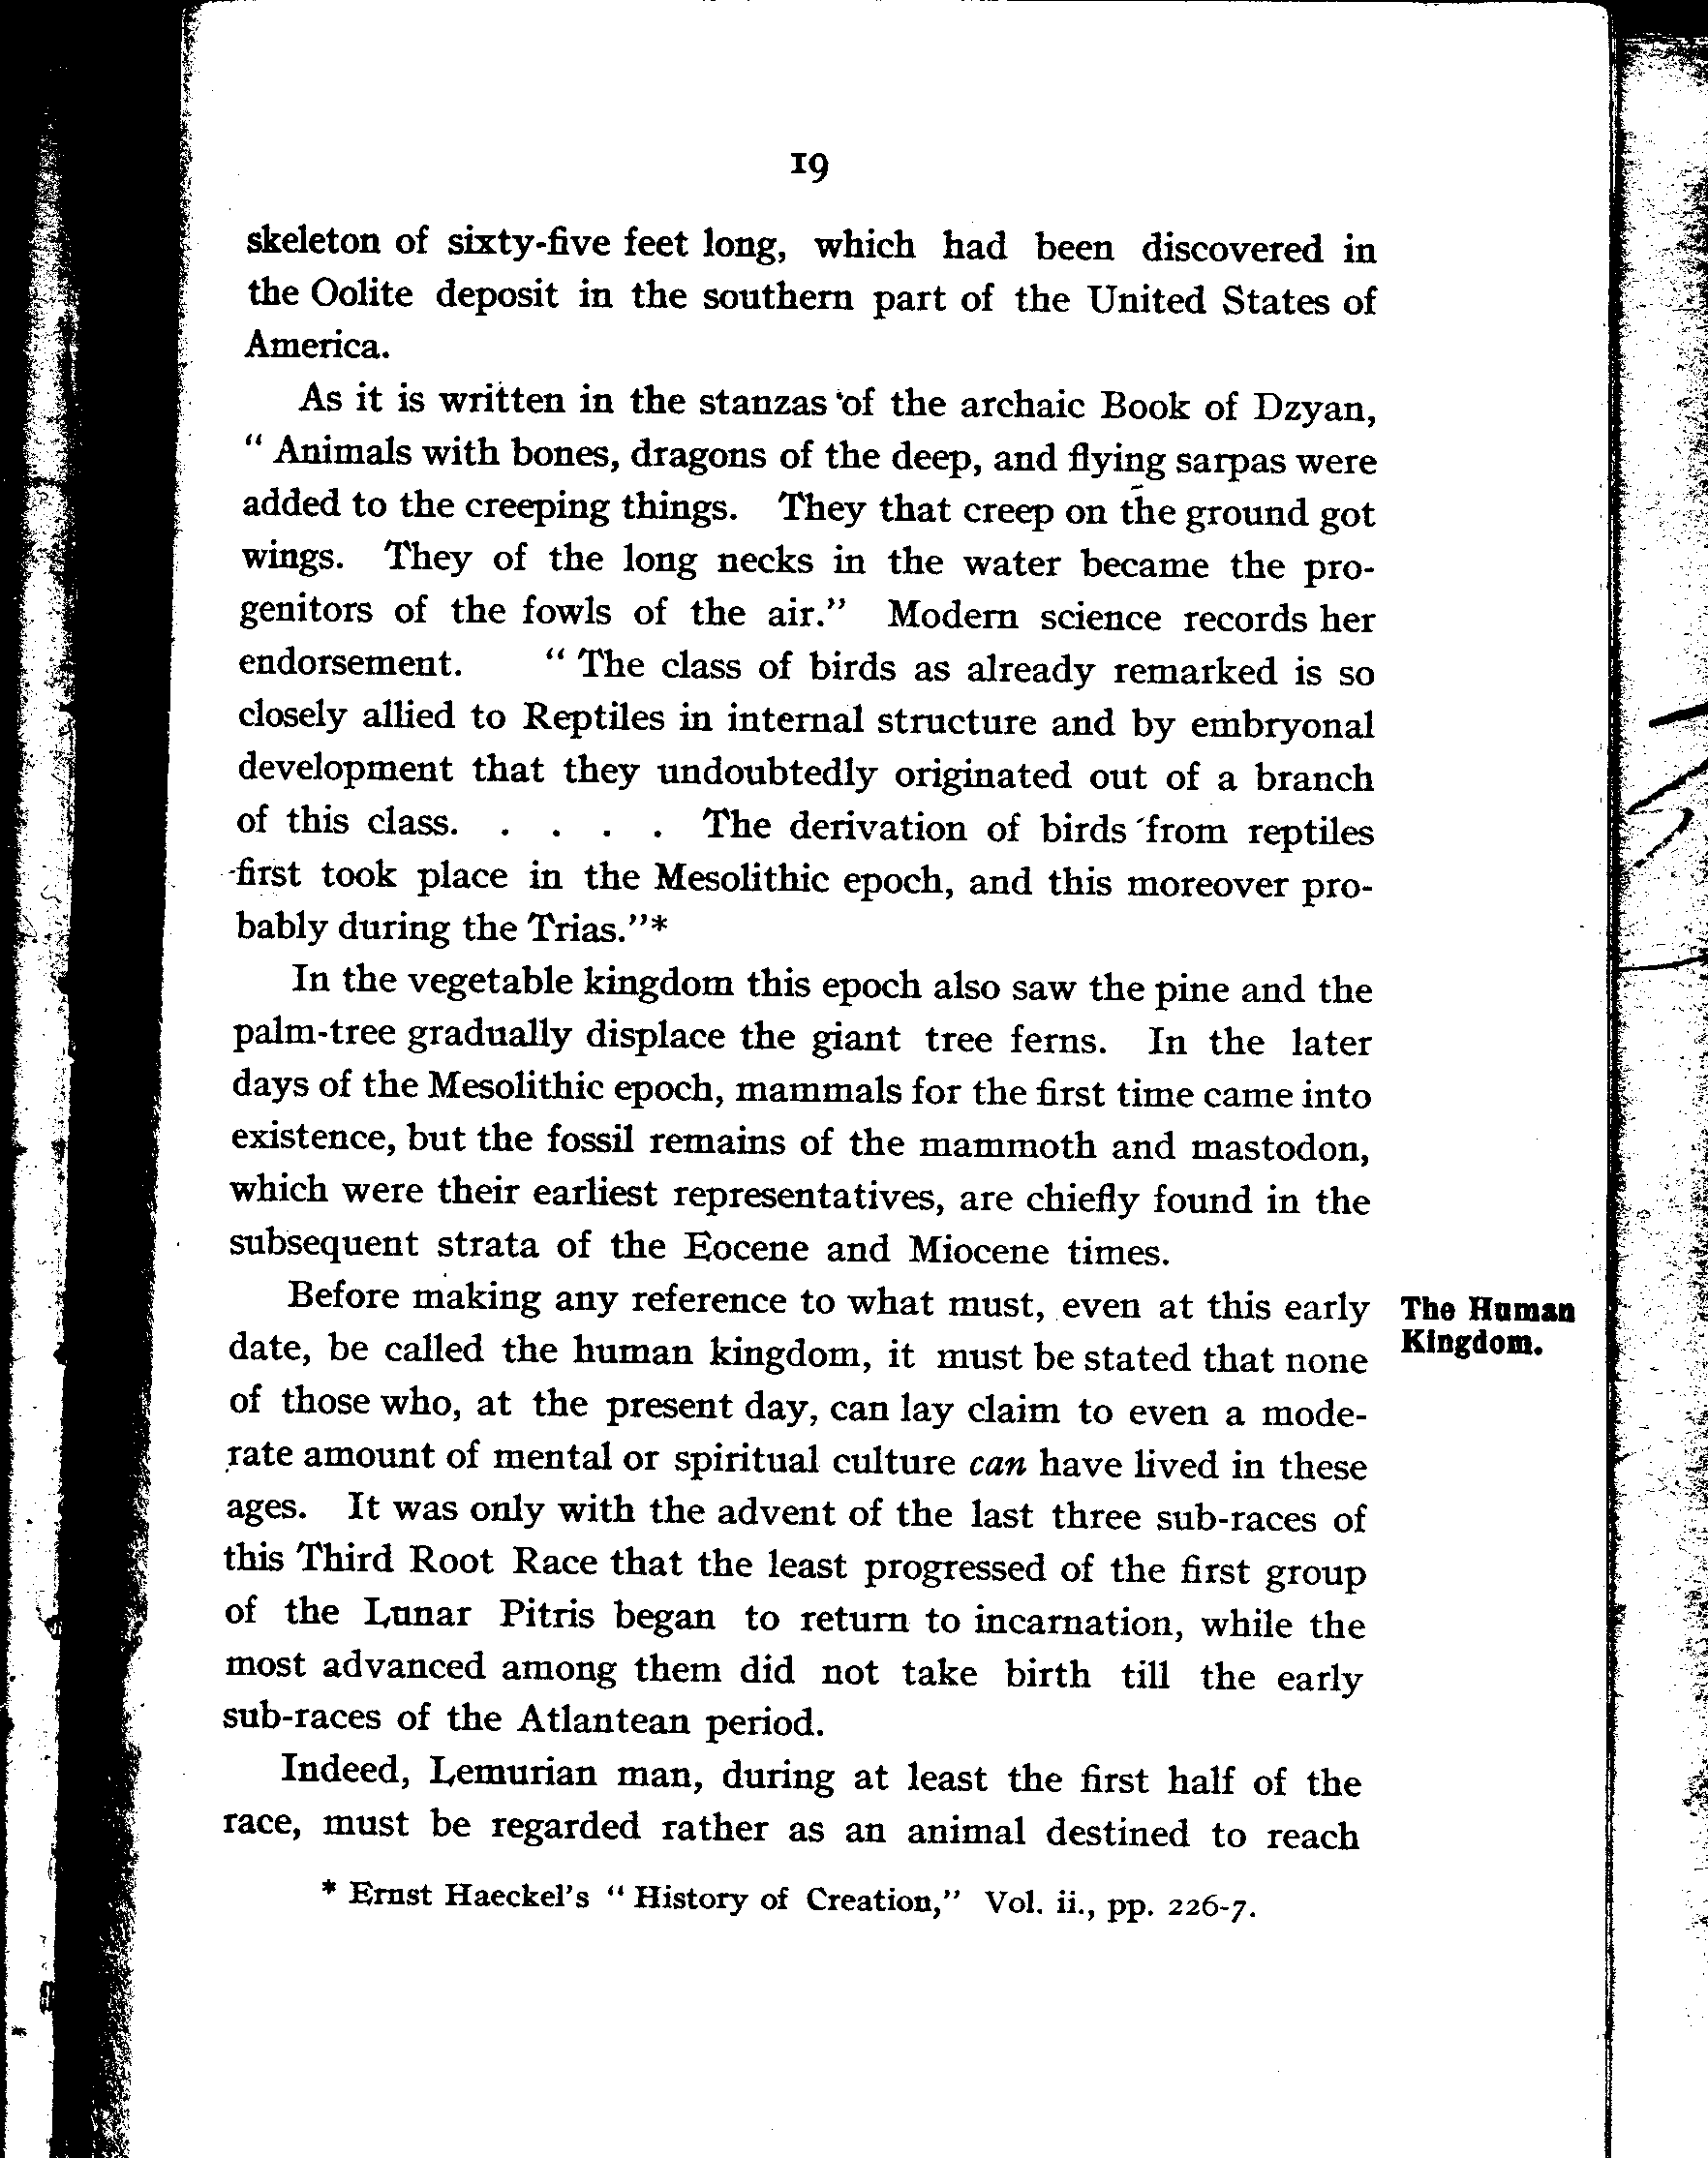 19
skeleton of sixty-five feet long, which had been discovered in
the Oolite deposit in the southern part of the United States of
America.
As it is written in the stanzas of the archaic Book of Dzyan,
“ Animals with bones, dragons of the deep, and flying sarpas were
added to the creeping things. They that creep on the ground got
wings. They of the long necks in the water became the pro-
genitors of the fowls of the air.” Modern science records her
endorsement. “ The class of birds as already remarked is so
closely allied to Reptiles in internal structure and by embryonal
development that they undoubtedly originated out of a branch
of this class. . . . . The derivation of birds from reptiles
first took place in the Mesolithic epoch, and this moreover pro-
bably during the Trias.”*
In the vegetable kingdom this epoch also saw the pine and the
palm-tree gradually displace the giant tree ferns. In the later
days of the Mesolithic epoch, mammals for the first time came into
existence, but the fossil remains of the mammoth and mastodon,
which were their earliest representatives, are chiefly found in the
subsequent strata of the Eocene and Miocene times.
Before making any reference to what must, even at this early
date, be called the human kingdom, it must be stated that none
of those who, at the present day, can lay claim to even a mode-
rate amount of mental or spiritual culture can have lived in these
ages. It was only with the advent of the last three sub-races of
this Third Root Race that the least progressed of the first group
of the Lunar Pitris began to return to incarnation, while the
most advanced among them did not take birth till the early
sub-races of the Atlantean period.
The Human
Kingdom.
Indeed, Lemurian man, during at least the first half of the
race, must be regarded rather as an animal destined to reach
* Ernst Haeckel's “ History of Creation,” Vol. ii., pp. 226-7.